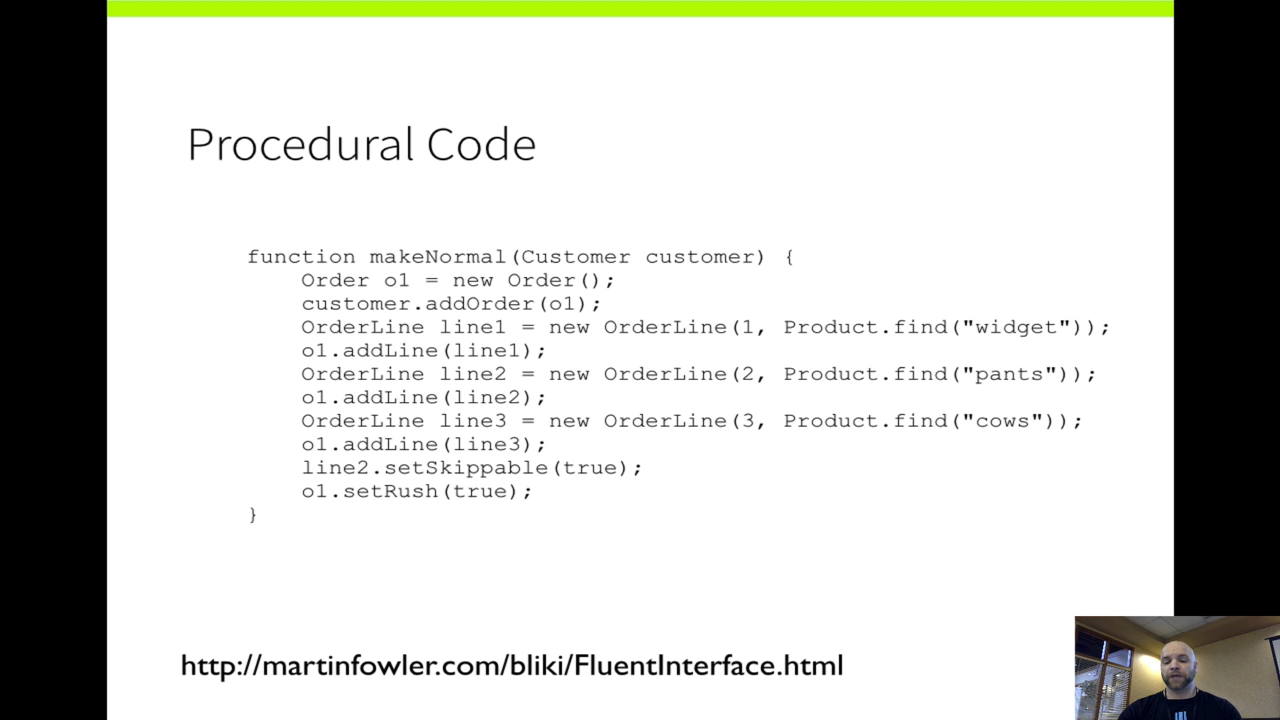 Procedural Code
function makeNormal(Customer customer) {
    Order o1 = new Order();
    customer.addOrder(o1);
    OrderLine line1 = new OrderLine(1, Product.find("widget"));
    o1.addLine(line1);
    OrderLine line2 = new OrderLine(2, Product.find("pants"));
    o1.addLine(line2);
    OrderLine line3 = new OrderLine(3, Product.find("cows"));
    o1.addLine(line3);
    line2.setSkippable(true);
    o1.setRush(true);
}
http://martinfowler.com/bliki/FluentInterface.html